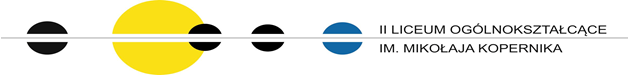 II LICEUM OGÓLNOKSZTAŁCĄCE
IM. MIKOŁAJA KOPERNIKA